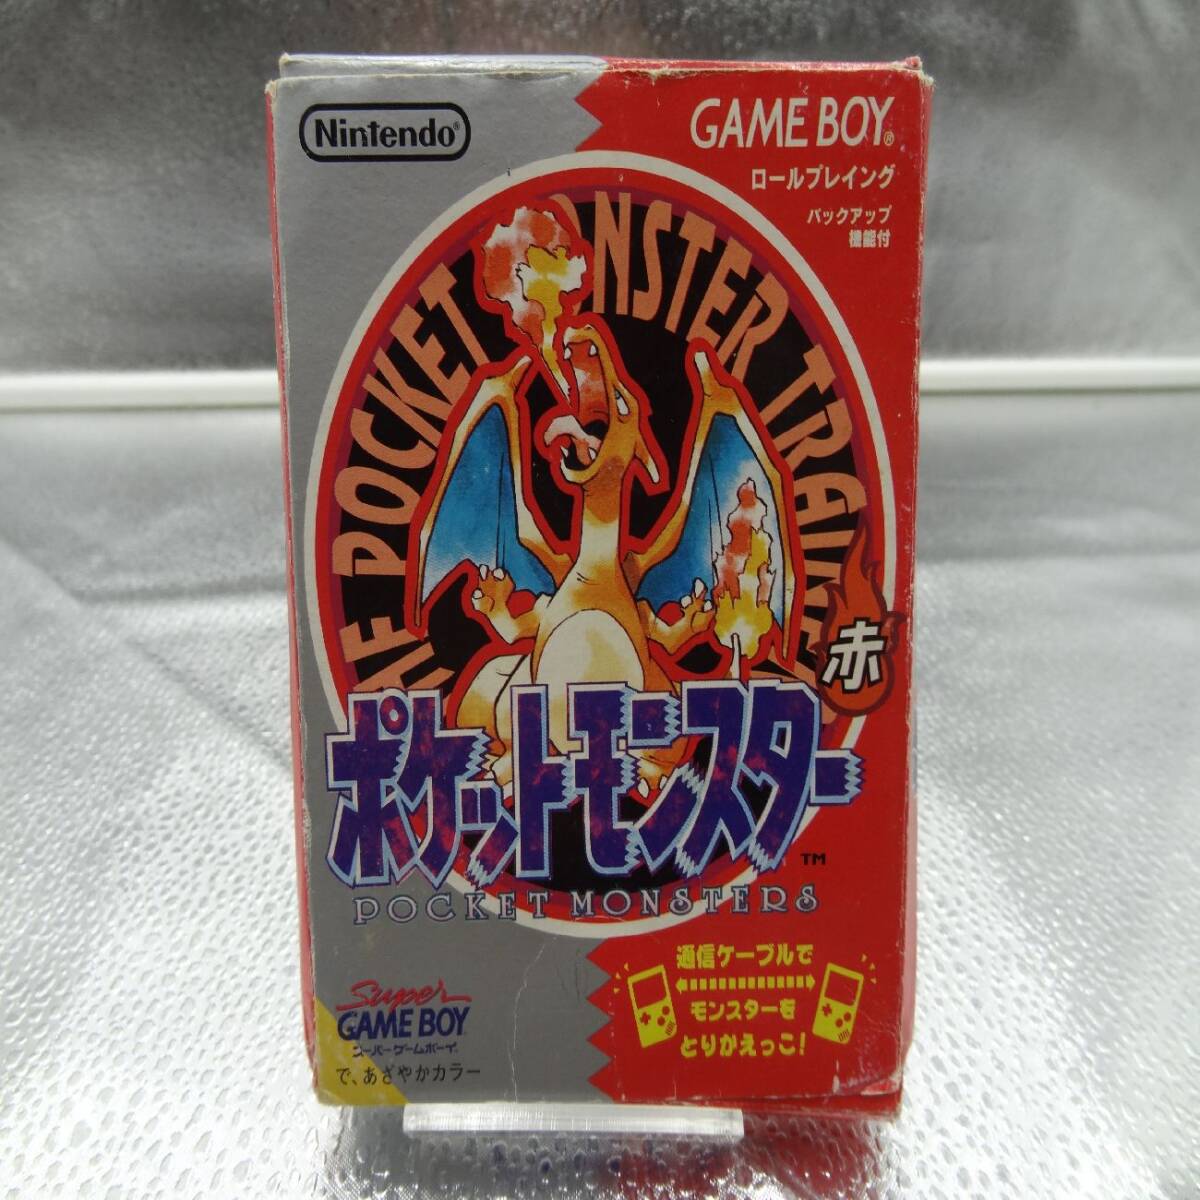 Nintendo®
GAME BOY®
ロールプレイング
バックアップ
機能付
POCKET MONSTER TRAINER
赤
ポケットモンスター
TM
POCKET MONSTERS
通信ケーブルで
モンスターを
とりかえっこ!
Super
GAME BOY
スーパーゲームボーイ
で、あざやかカラー